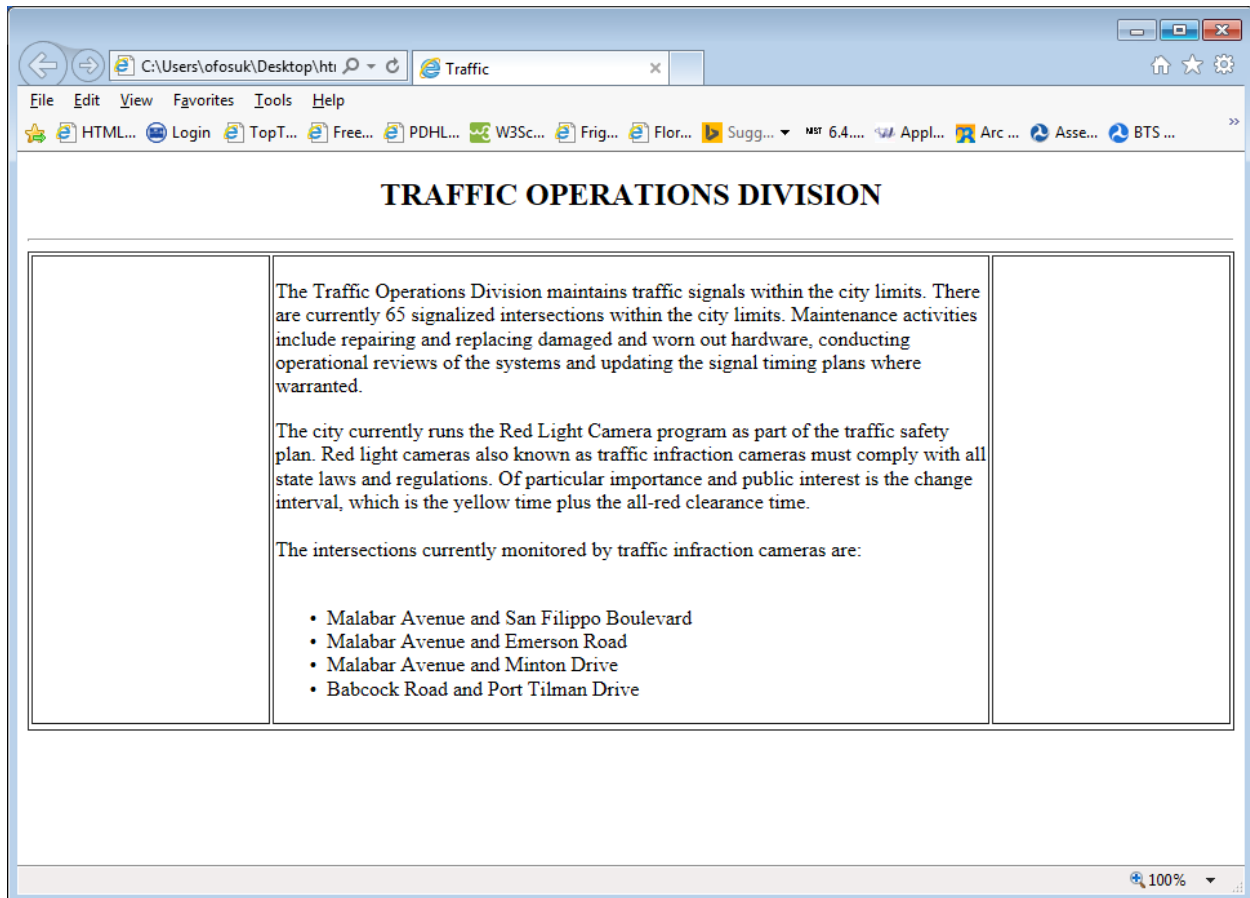 C:\Users\ofosuk\Desktop\htı
Traffic
File Edit View Favorites Tools Help
HTML... Login TopT... Free... PDHL... W3Sc... Frig... Flor... Sugg... NIST 6.4.... Appl... Arc ... Asse... BTS ...
TRAFFIC OPERATIONS DIVISION
The Traffic Operations Division maintains traffic signals within the city limits. There
are currently 65 signalized intersections within the city limits. Maintenance activities
include repairing and replacing damaged and worn out hardware, conducting
operational reviews of the systems and updating the signal timing plans where
warranted.
The city currently runs the Red Light Camera program as part of the traffic safety
plan. Red light cameras also known as traffic infraction cameras must comply with all
state laws and regulations. Of particular importance and public interest is the change
interval, which is the yellow time plus the all-red clearance time.
The intersections currently monitored by traffic infraction cameras are:
• Malabar Avenue and San Filippo Boulevard
• Malabar Avenue and Emerson Road
• Malabar Avenue and Minton Drive
• Babcock Road and Port Tilman Drive
100%